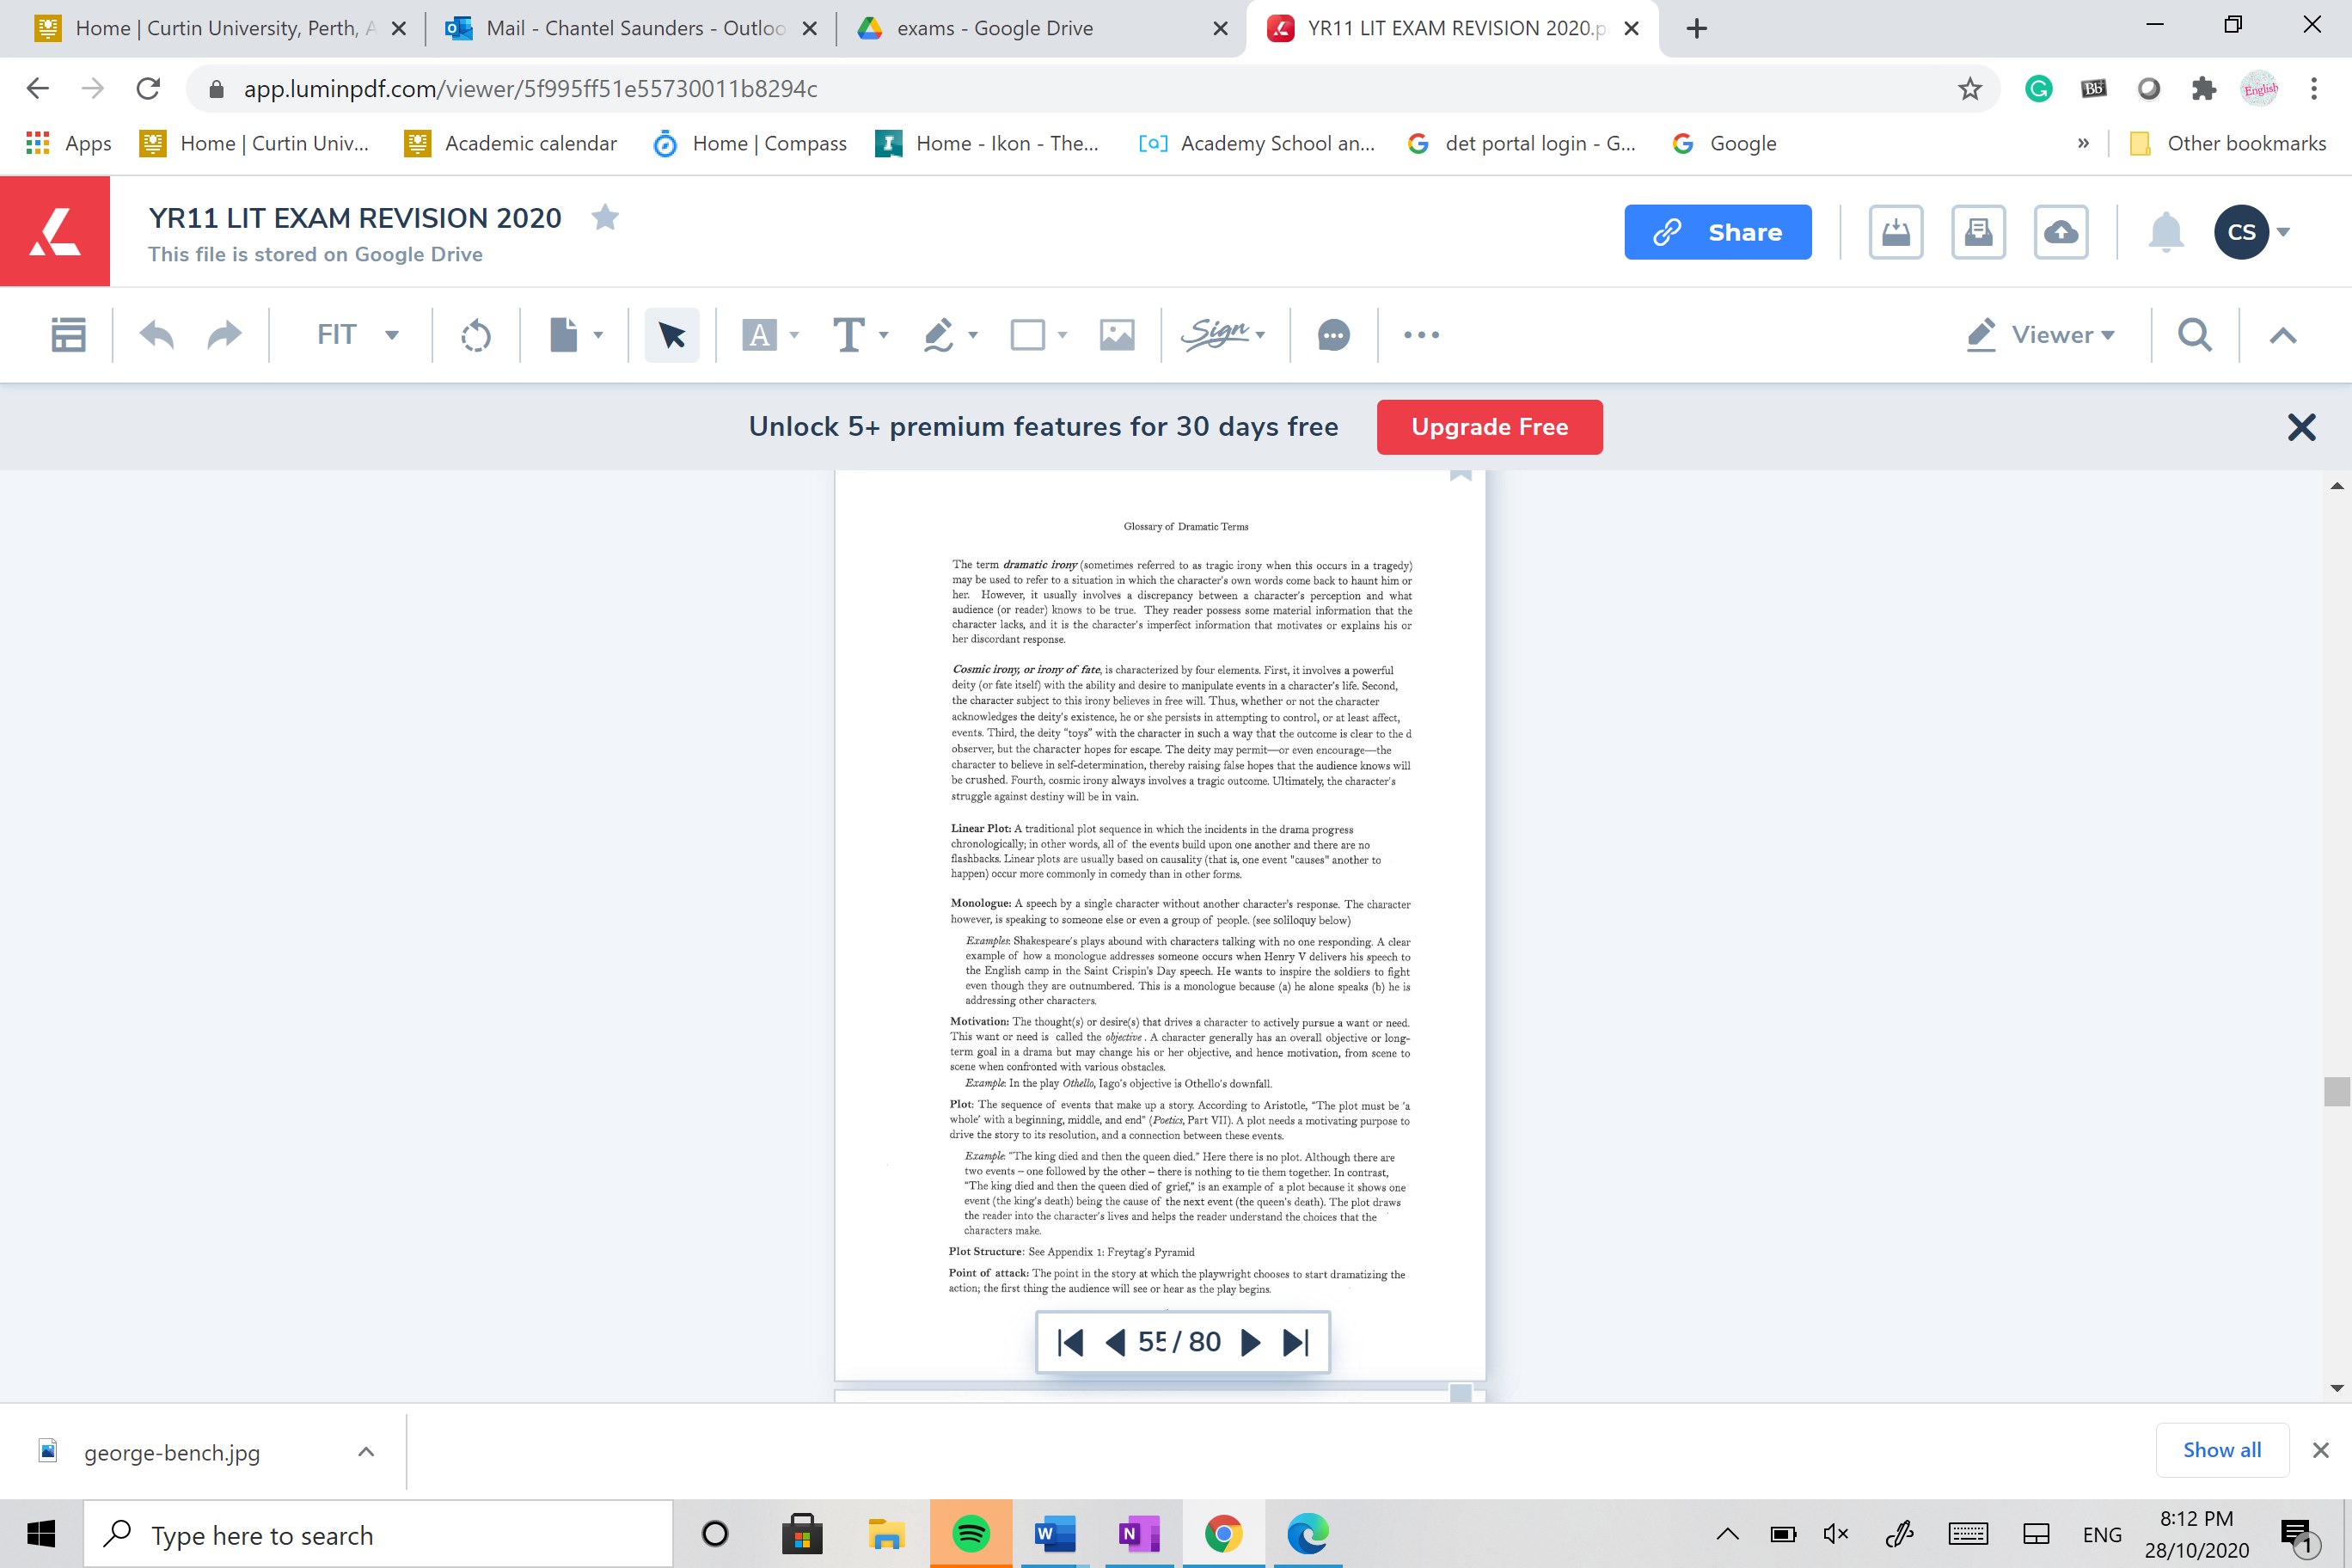 Home | Curtin University, Perth, A
Mail - Chantel Saunders - Outloo
exams - Google Drive
YR11 LIT EXAM REVISION 2020.p
app.luminpdf.com/viewer/5f995ff51e55730011b8294c
English
Apps
Home | Curtin Univ...
Academic calendar
Home | Compass
Home - Ikon - The...
Academy School an...
det portal login - G...
Google
»
Other bookmarks
YR11 LIT EXAM REVISION 2020
This file is stored on Google Drive
Share
CS
FIT
A
T
Sign
Viewer
Unlock 5+ premium features for 30 days free
Upgrade Free
Glossary of Dramatic Terms
The term dramatic irony (sometimes referred to as tragic irony when this occurs in a tragedy)
may be used to refer to a situation in which the character's own words come back to haunt him or
her. However, it usually involves a discrepancy between a character's perception and what
audience (or reader) knows to be true. They reader possess some material information that the
character lacks, and it is the character's imperfect information that motivates or explains his or
her discordant response.
Cosmic irony, or irony of fate, is characterized by four elements. First, it involves a powerful
deity (or fate itself) with the ability and desire to manipulate events in a character's life. Second,
the character subject to this irony believes in free will. Thus, whether or not the character
acknowledges the deity's existence, he or she persists in attempting to control, or at least affect,
events. Third, the deity "toys" with the character in such a way that the outcome is clear to the d
observer, but the character hopes for escape. The deity may permit—or even encourage—the
character to believe in self-determination, thereby raising false hopes that the audience knows will
be crushed. Fourth, cosmic irony always involves a tragic outcome. Ultimately, the character's
struggle against destiny will be in vain.
Linear Plot: A traditional plot sequence in which the incidents in the drama progress
chronologically; in other words, all of the events build upon one another and there are no
flashbacks. Linear plots are usually based on causality (that is, one event "causes" another to
happen) occur more commonly in comedy than in other forms.
Monologue: A speech by a single character without another character's response. The character
however, is speaking to someone else or even a group of people. (see soliloquy below)
Examples: Shakespeare's plays abound with characters talking with no one responding. A clear
example of how a monologue addresses someone occurs when Henry V delivers his speech to
the English camp in the Saint Crispin's Day speech. He wants to inspire the soldiers to fight
even though they are outnumbered. This is a monologue because (a) he alone speaks (b) he is
addressing other characters.
Motivation: The thought(s) or desire(s) that drives a character to actively pursue a want or need.
This want or need is called the objective . A character generally has an overall objective or long-
term goal in a drama but may change his or her objective, and hence motivation, from scene to
scene when confronted with various obstacles.
Example: In the play Othello, Iago's objective is Othello's downfall.
Plot: The sequence of events that make up a story. According to Aristotle, "The plot must be 'a
whole' with a beginning, middle, and end" (Poetics, Part VII). A plot needs a motivating purpose to
drive the story to its resolution, and a connection between these events.
Example: "The king died and then the queen died." Here there is no plot. Although there are
two events – one followed by the other – there is nothing to tie them together. In contrast,
"The king died and then the queen died of grief," is an example of a plot because it shows one
event (the king's death) being the cause of the next event (the queen's death). The plot draws
the reader into the character's lives and helps the reader understand the choices that the
characters make.
Plot Structure: See Appendix 1: Freytag's Pyramid
Point of attack: The point in the story at which the playwright chooses to start dramatizing the
action; the first thing the audience will see or hear as the play begins.
55 / 80
george-bench.jpg
Show all
Type here to search
ENG
8:12 PM
28/10/2020
1